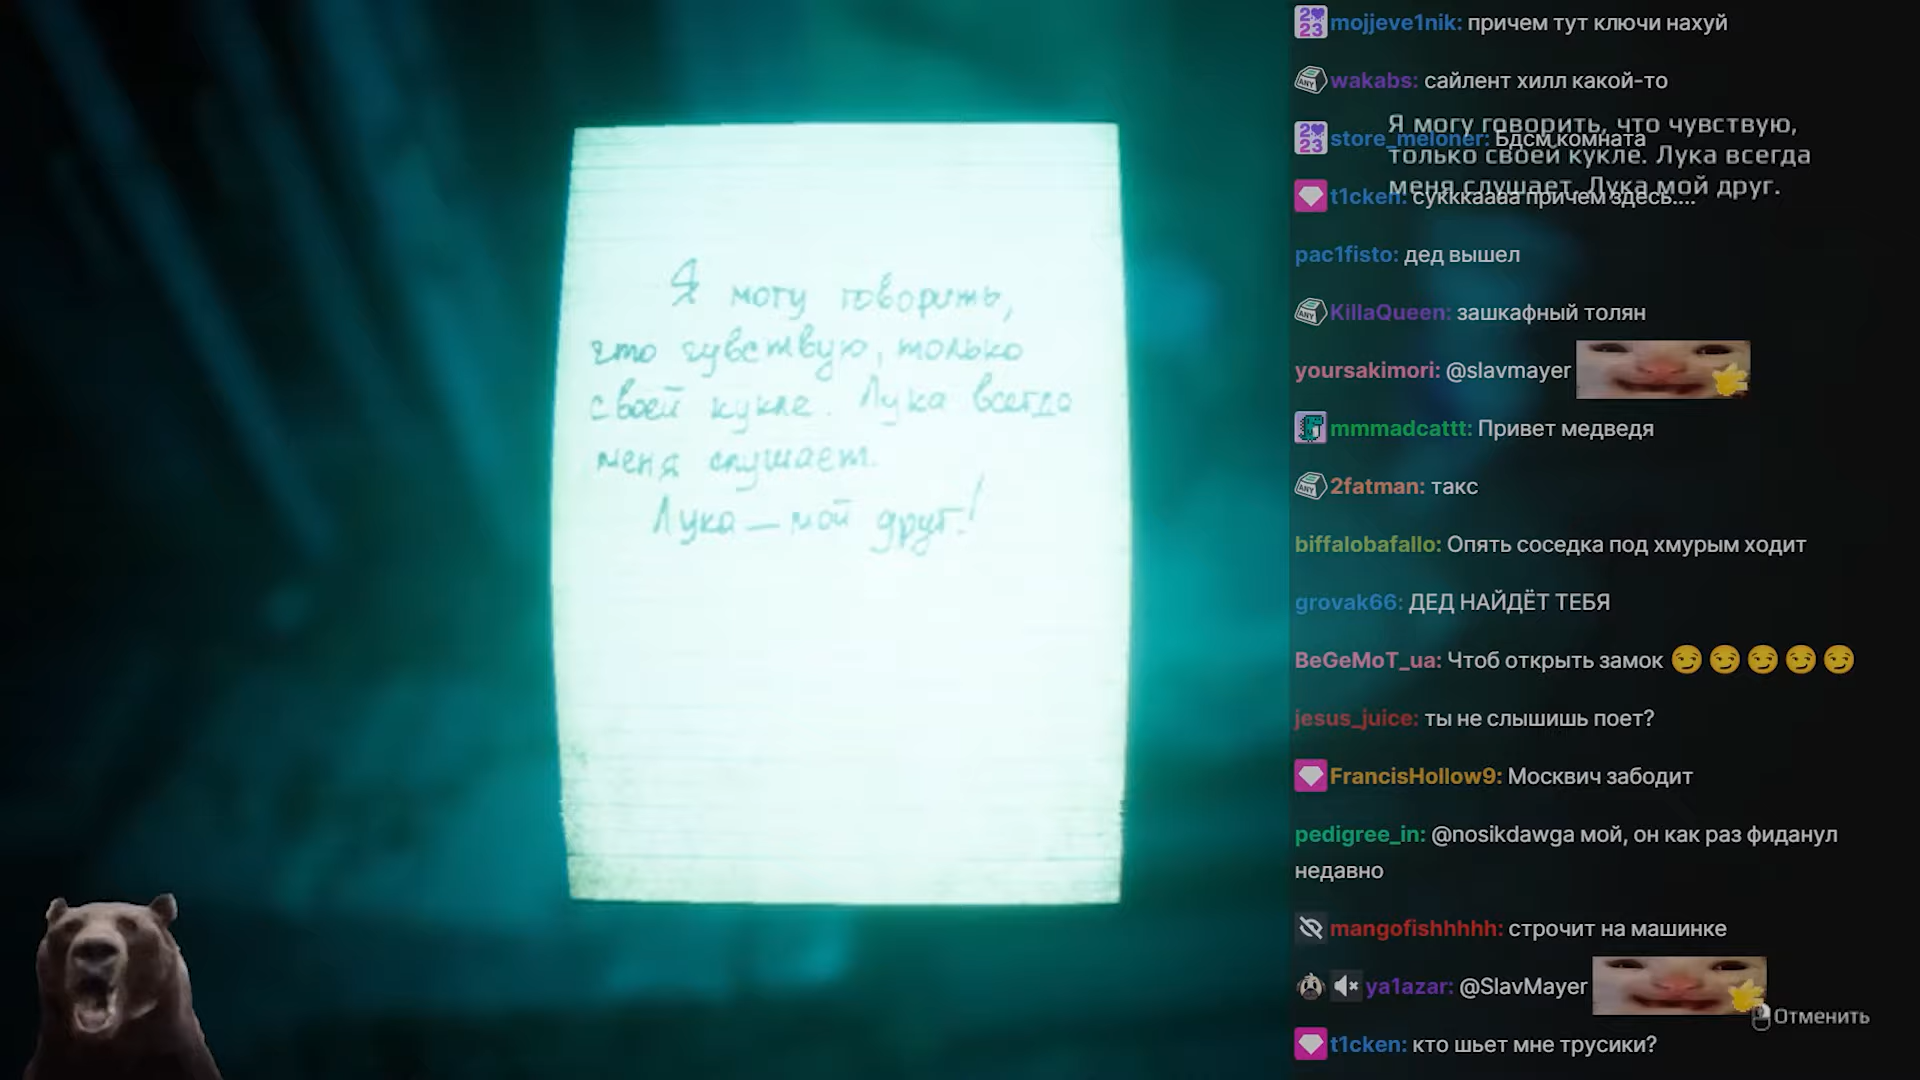 Я могу говорить,
что чувствую, только
своей кукле. Лука всегда
меня слушает.
Лука — мой друг!
mojjeve1nik: причем тут ключи нахуй
wakabs: сайлент хилл какой-то
Я могу говорить, что чувствую,
store_meloner: Бдсм комната
только своей кукле. Лука всегда
меня слушает. Лука мой друг.
t1cken: сукккаааа причем здесь....
pac1fisto: дед вышел
KillaQueen: зашкафный толян
yoursakimori: @slavmayer
mmmadcattt: Привет медведя
2fatman: такс
biffalobafallo: Опять соседка под хмурым ходит
grovak66: ДЕД НАЙДЁТ ТЕБЯ
BeGeMoT_ua: Чтоб открыть замок 😏😏😏😏😏
jesus_juice: ты не слышишь поет?
FrancisHollow9: Москвич забодит
pedigree_in: @nosikdawga мой, он как раз фиданул
недавно
mangofishhhhh: строчит на машинке
ya1azar: @SlavMayer
Отменить
t1cken: кто шьет мне трусики?